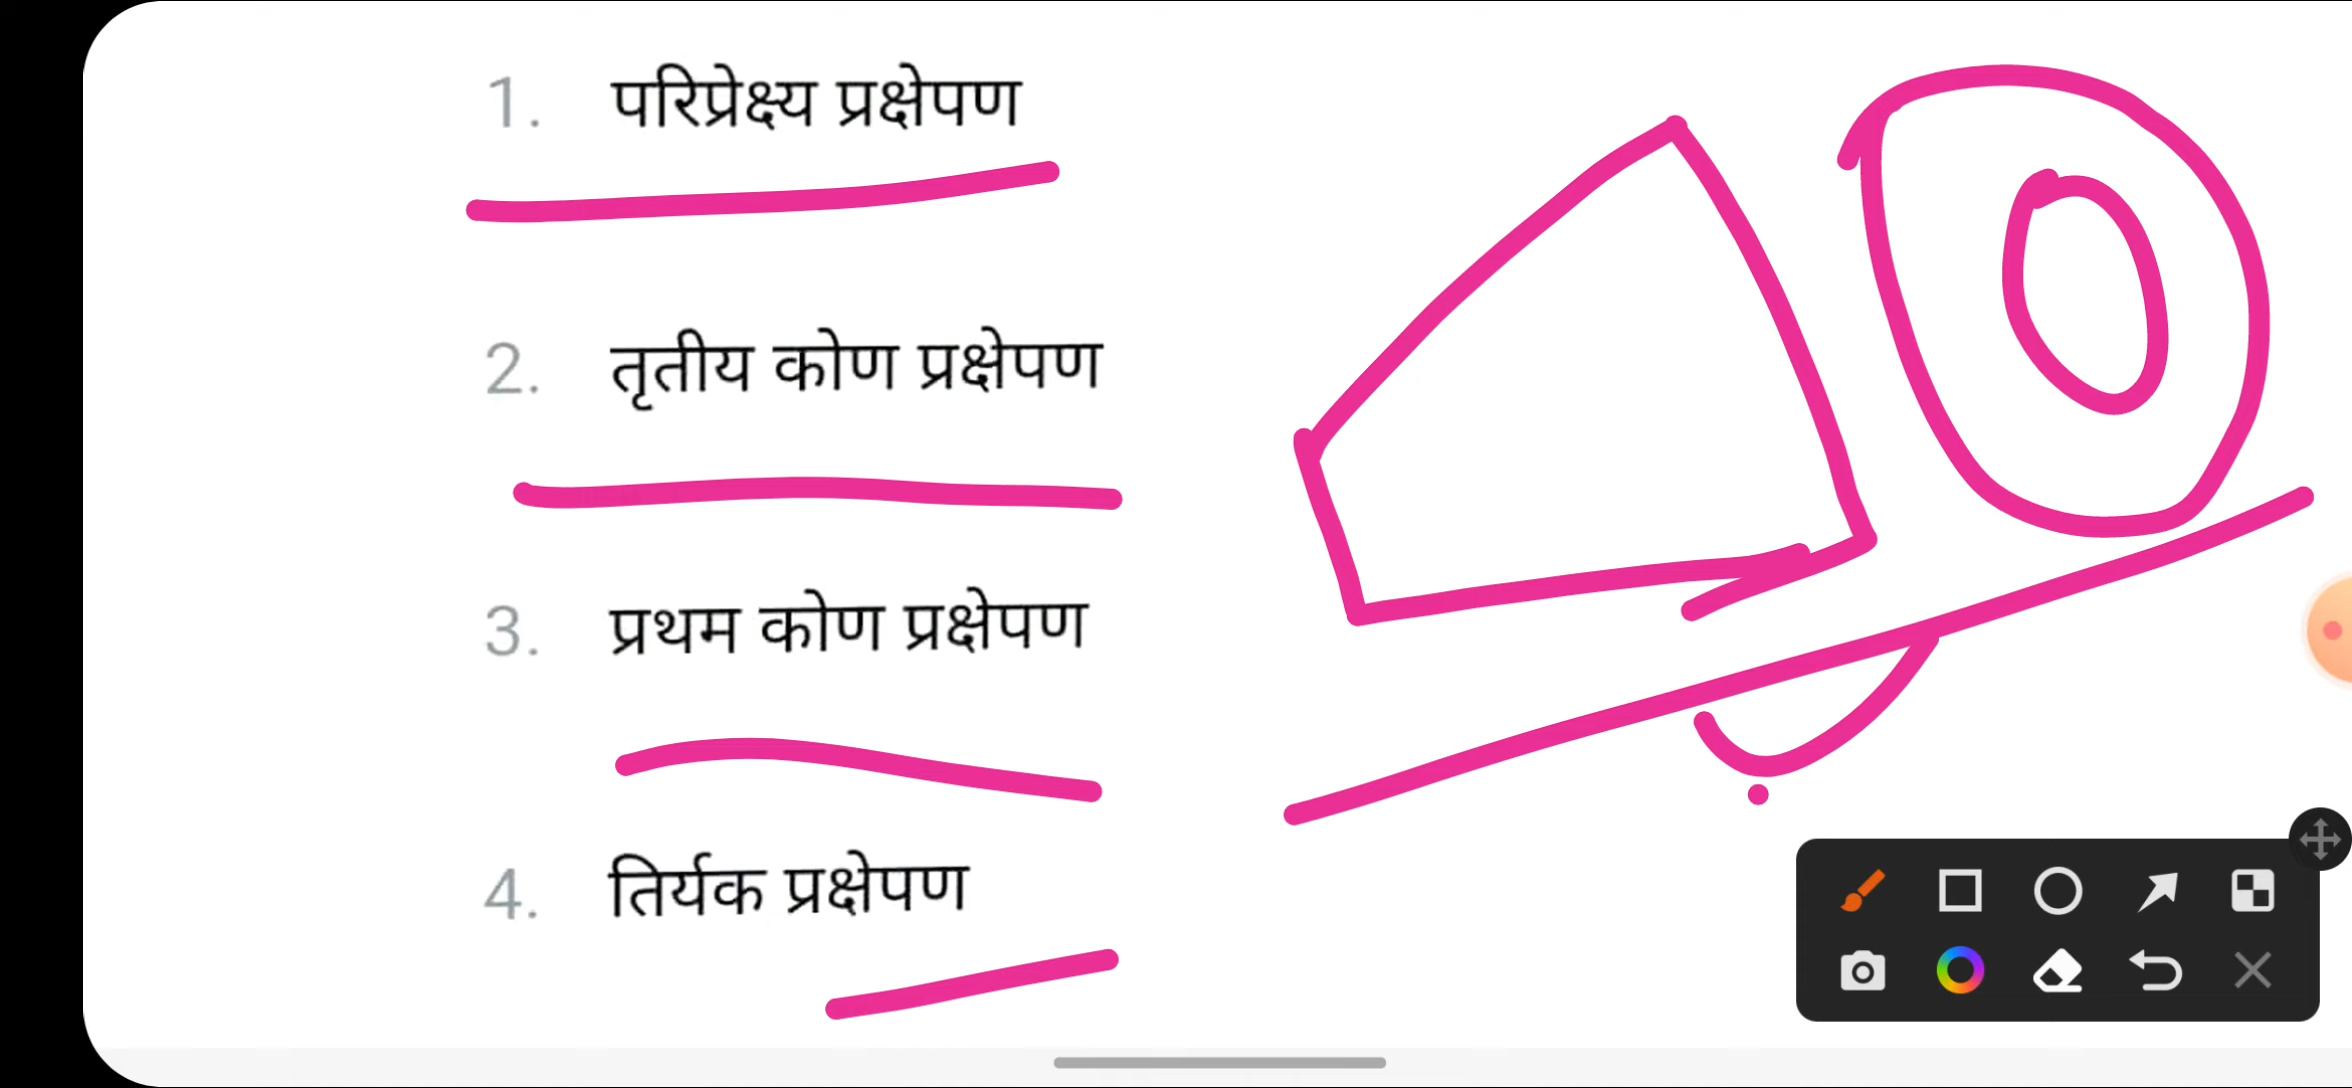 1. परिप्रेक्ष्य प्रक्षेपण
2. तृतीय कोण प्रक्षेपण
3. प्रथम कोण प्रक्षेपण
4. तिर्यक प्रक्षेपण